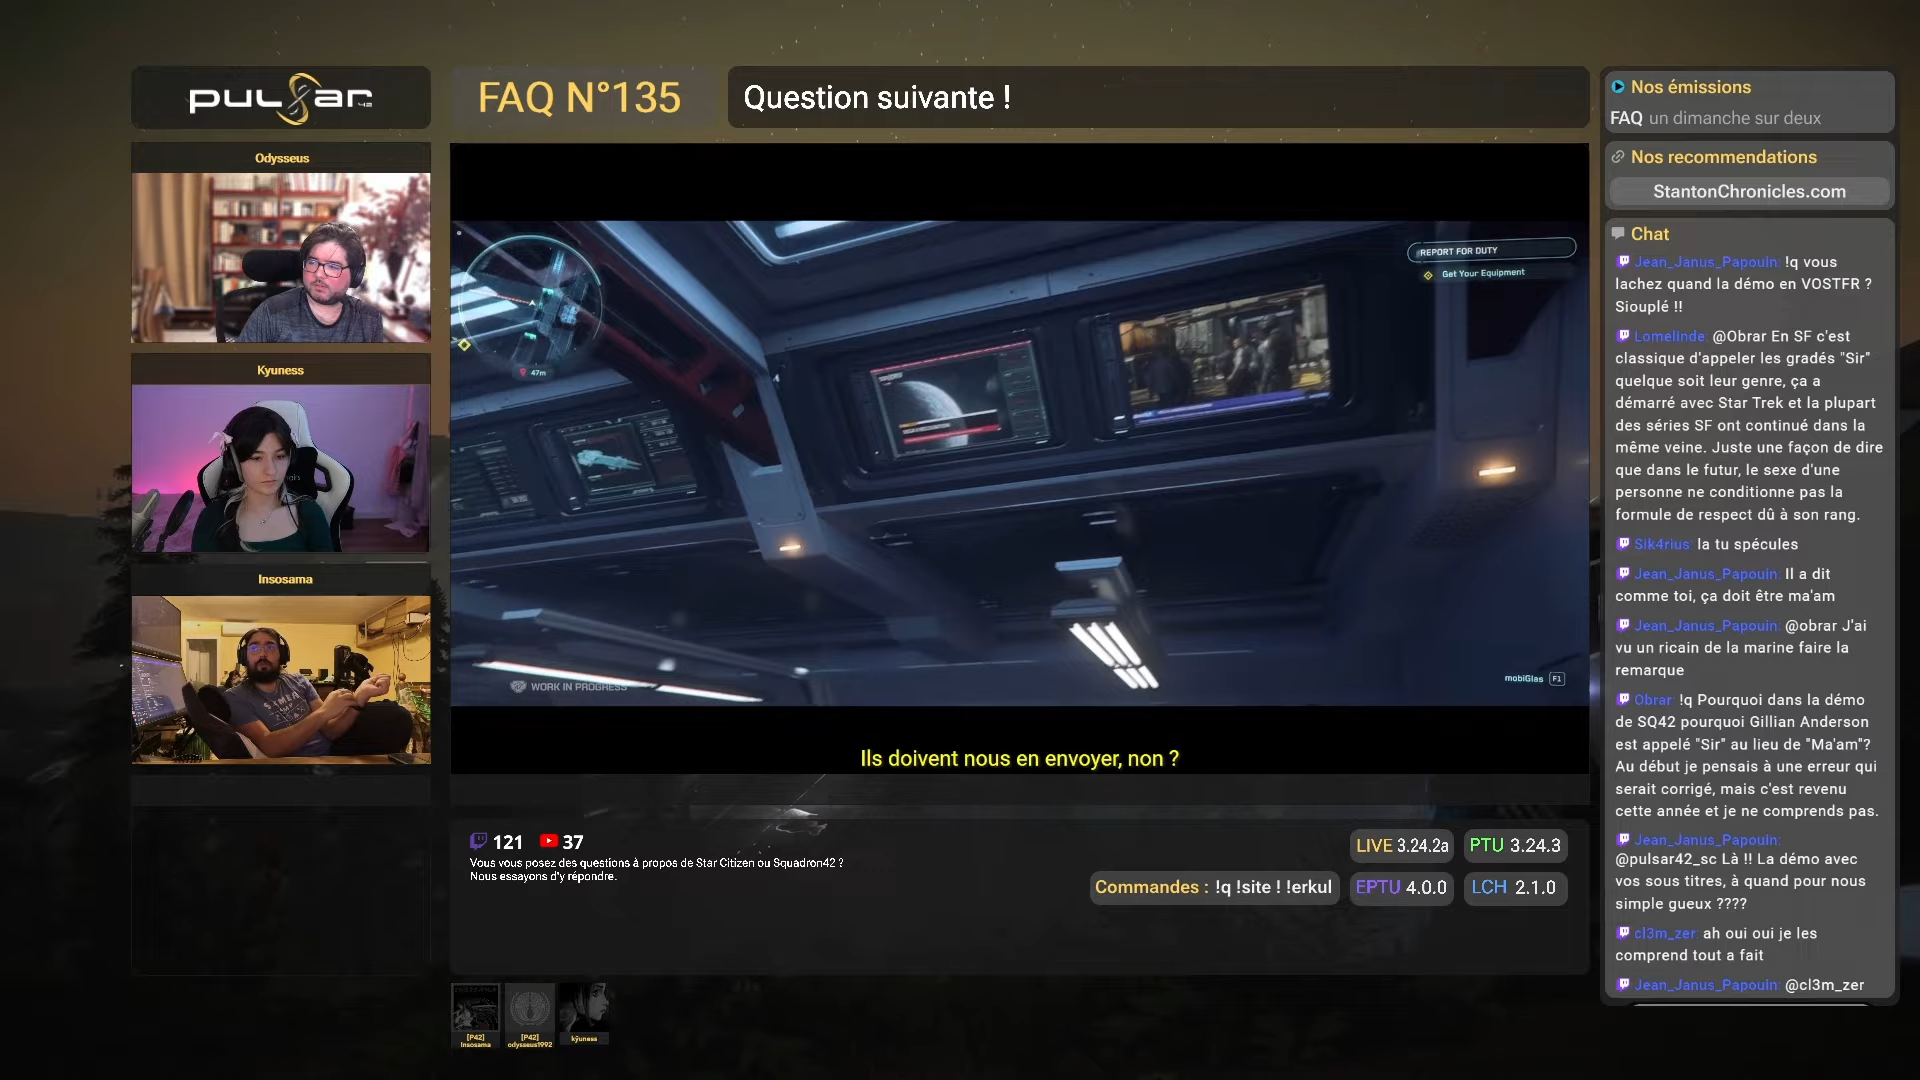 pulsar 42
FAQ N°135
Question suivante !
Odysseus
Kyuness
Insosama
REPORT FOR DUTY
Get Your Equipment
47m
WORK IN PROGRESS
mobiGlas F1
Ils doivent nous en envoyer, non ?
121 37
Vous vous posez des questions à propos de Star Citizen ou Squadron42 ?
Nous essayons d'y répondre.
LIVE 3.24.2a
PTU 3.24.3
Commandes : !q !site ! !erkul
EPTU 4.0.0
LCH 2.1.0
[P42]
Insosama
[P42]
odysseus1992
kyuness
Nos émissions
FAQ un dimanche sur deux
Nos recommendations
StantonChronicles.com
Chat
Jean_Janus_Papouin: !q vous
lachez quand la démo en VOSTFR ?
Siouplé !!
Lomelinde: @Obrar En SF c'est
classique d'appeler les gradés "Sir"
quelque soit leur genre, ça a
démarré avec Star Trek et la plupart
des séries SF ont continué dans la
même veine. Juste une façon de dire
que dans le futur, le sexe d'une
personne ne conditionne pas la
formule de respect dû à son rang.
Sik4rius: la tu spécules
Jean_Janus_Papouin: Il a dit
comme toi, ça doit être ma'am
Jean_Janus_Papouin: @obrar J'ai
vu un ricain de la marine faire la
remarque
Obrar: !q Pourquoi dans la démo
de SQ42 pourquoi Gillian Anderson
est appelé "Sir" au lieu de "Ma'am"?
Au début je pensais à une erreur qui
serait corrigé, mais c'est revenu
cette année et je ne comprends pas.
Jean_Janus_Papouin:
@pulsar42_sc Là !! La démo avec
vos sous titres, à quand pour nous
simple gueux ????
cl3m_zer: ah oui oui je les
comprend tout a fait
Jean_Janus_Papouin: @cl3m_zer